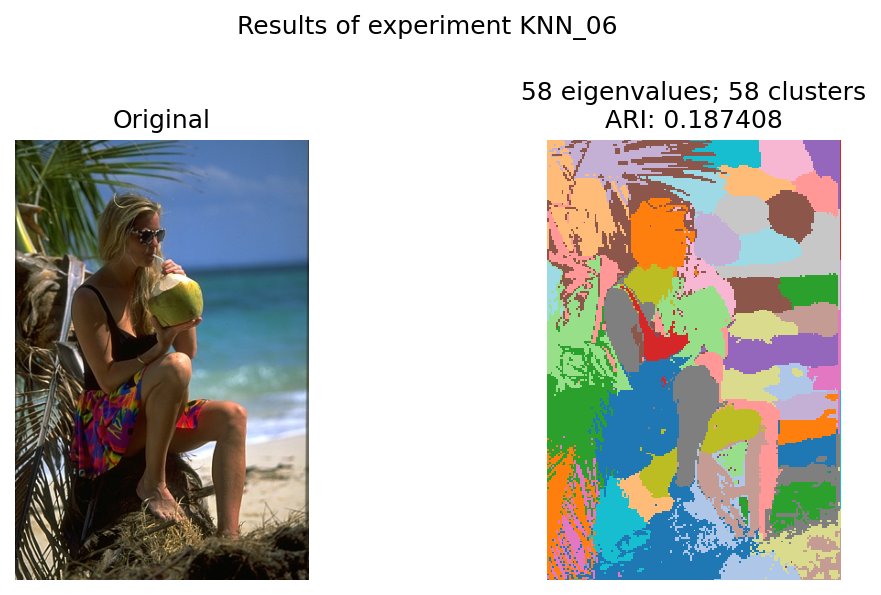 Results of experiment KNN_06
Original
58 eigenvalues; 58 clusters
ARI: 0.187408